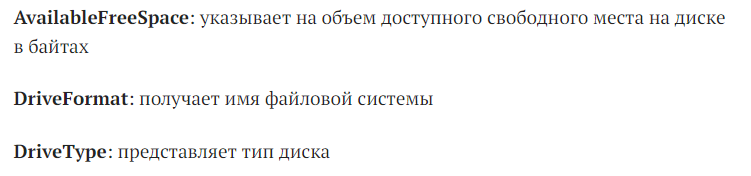 AvailableFreeSpace: указывает на объем доступного свободного места на диске
в байтах
DriveFormat: получает имя файловой системы
DriveType: представляет тип диска